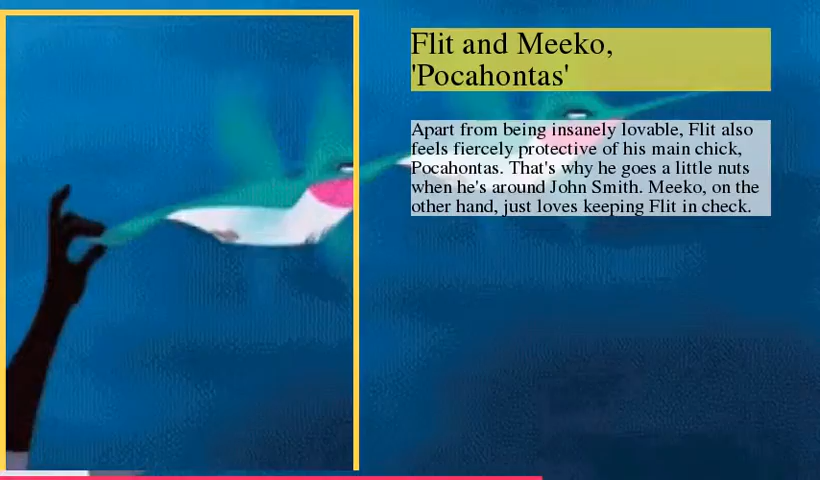 Flit and Meeko,
'Pocahontas'
Apart from being insanely lovable, Flit also
feels fiercely protective of his main chick,
Pocahontas. That's why he goes a little nuts
when he's around John Smith. Meeko, on the
other hand, just loves keeping Flit in check.